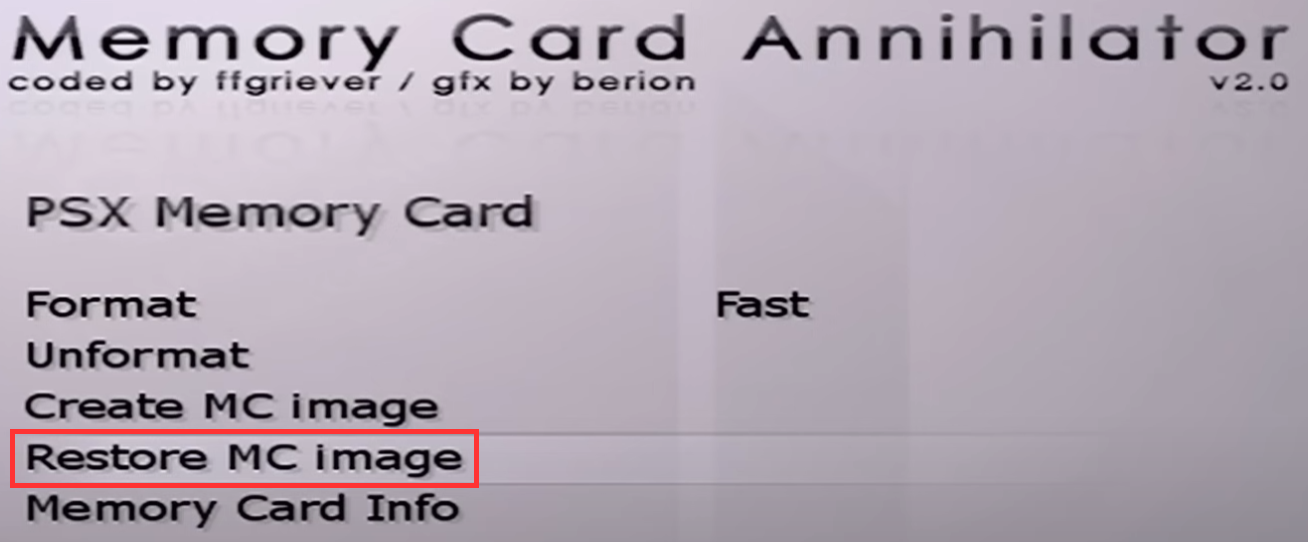 Memory Card Annihilator
coded by ffgriever / gfx by berion v2.0
PSX Memory Card
Format Fast
Unformat
Create MC image
Restore MC image
Memory Card Info